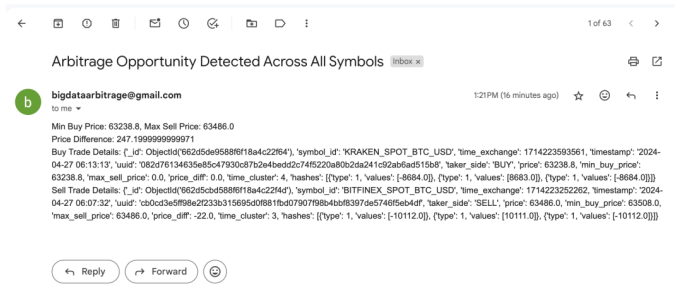 1 of 63
Arbitrage Opportunity Detected Across All Symbols Inbox ×
b
bigdataarbitrage@gmail.com
1:21 PM (16 minutes ago)
to me
Min Buy Price: 63238.8, Max Sell Price: 63486.0
Price Difference: 247.1999999999971
Buy Trade Details: {'_id': ObjectId('662d5de9588f6f18a4c22f64'), 'symbol_id': 'KRAKEN_SPOT_BTC_USD', 'time_exchange': 1714223593561, 'timestamp': '2024-
04-27 06:13:13', 'uuid': '082d76134635e85c47930c87b2e4bedd2c74f5220a80b2da241c92ab6ad515b8', 'taker_side': 'BUY', 'price': 63238.8, 'min_buy_price':
63238.8, 'max_sell_price': 0.0, 'price_diff': 0.0, 'time_cluster': 4, 'hashes': [{'type': 1, 'values': [-8684.0]}, {'type': 1, 'values': [8683.0]}, {'type': 1, 'values': [-8684.0]}]}
Sell Trade Details: {'_id': ObjectId('662d5cbd588f6f18a4c22f4d'), 'symbol_id': 'BITFINEX_SPOT_BTC_USD', 'time_exchange': 1714223252262, 'timestamp': '2024-
04-27 06:07:32', 'uuid': 'cb0cd3e5ff98e2f233b315695d0f881fbd07907f98b4bbf8397de5746f5eb4df', 'taker_side': 'SELL', 'price': 63486.0, 'min_buy_price': 63508.0,
'max_sell_price': 63486.0, 'price_diff': -22.0, 'time_cluster': 3, 'hashes': [{'type': 1, 'values': [-10112.0]}, {'type': 1, 'values': [10111.0]}, {'type': 1, 'values': [-10112.0]}]}
Reply
Forward